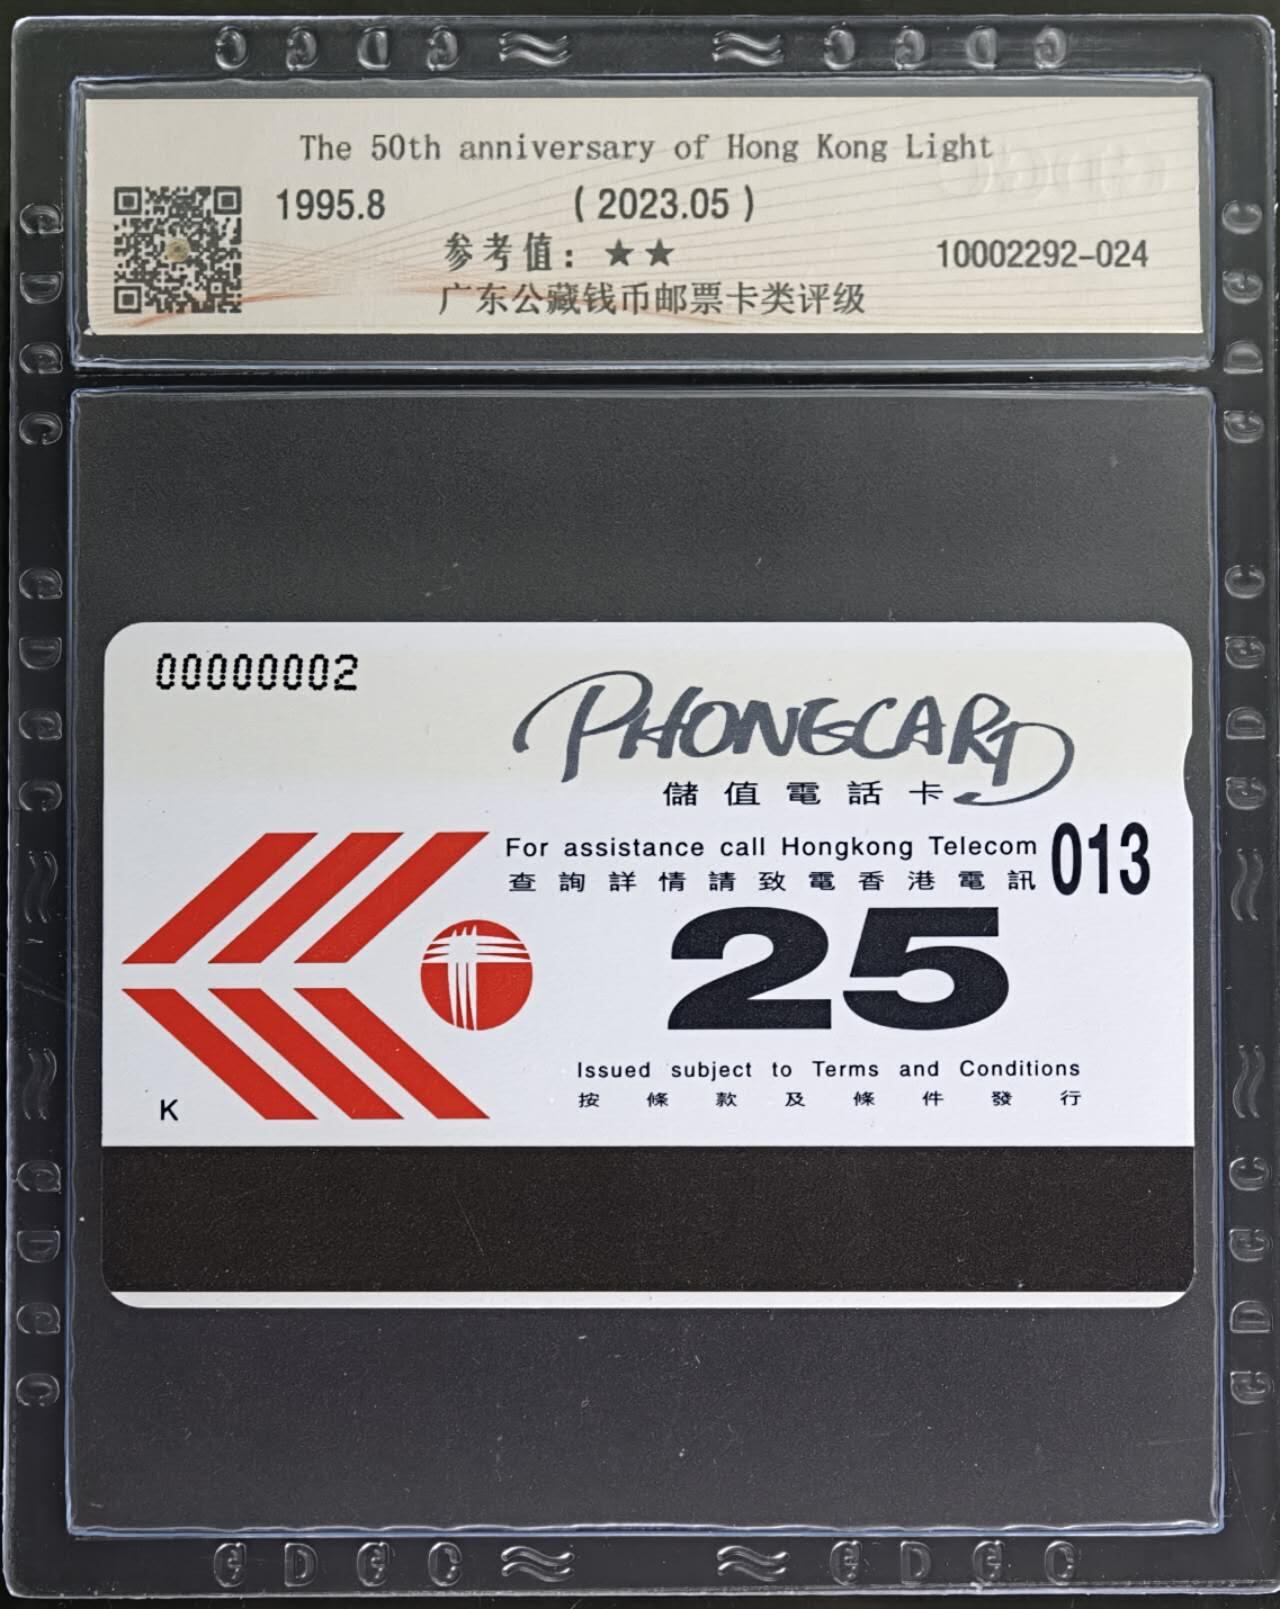 The 50th anniversary of Hong Kong Light
1995.8 (2023.05)
参考值：★★ 10002292-024
广东公藏钱币邮票卡类评级
00000002
PHONECARD
儲值電話卡
For assistance call Hongkong Telecom 013
查詢詳情請致電香港電訊
25
Issued subject to Terms and Conditions
按條款及條件發行
K